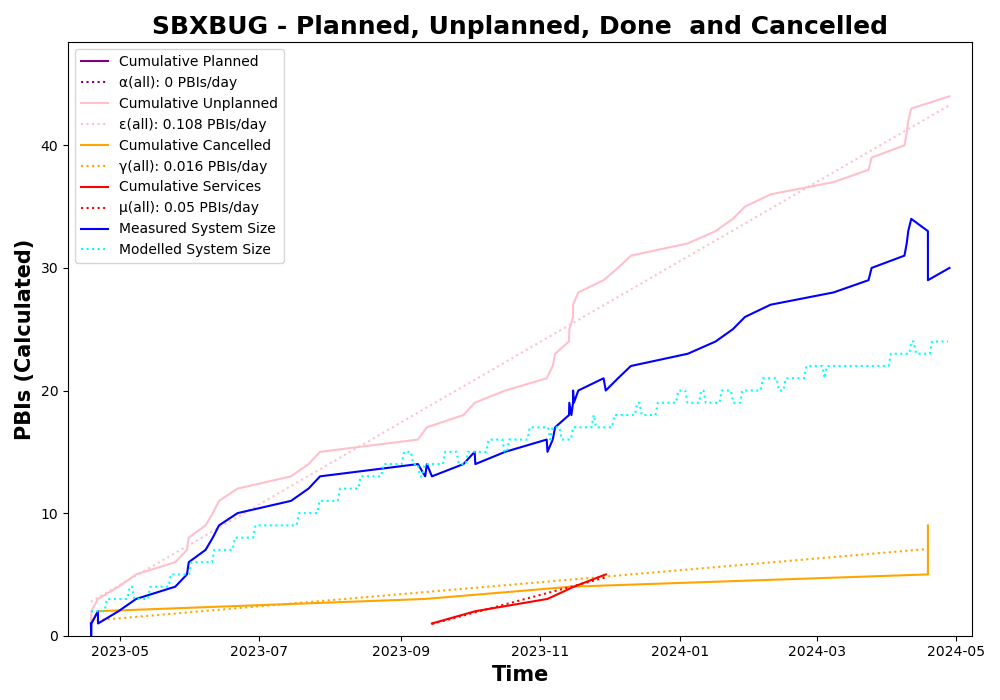 SBXBUG - Planned, Unplanned, Done  and Cancelled
Cumulative Planned
α(all): 0 PBIs/day
Cumulative Unplanned
ε(all): 0.108 PBIs/day
Cumulative Cancelled
γ(all): 0.016 PBIs/day
Cumulative Services
μ(all): 0.05 PBIs/day
Measured System Size
Modelled System Size
PBIs (Calculated)
40
30
20
10
0
2023-05
2023-07
2023-09
2023-11
2024-01
2024-03
2024-05
Time